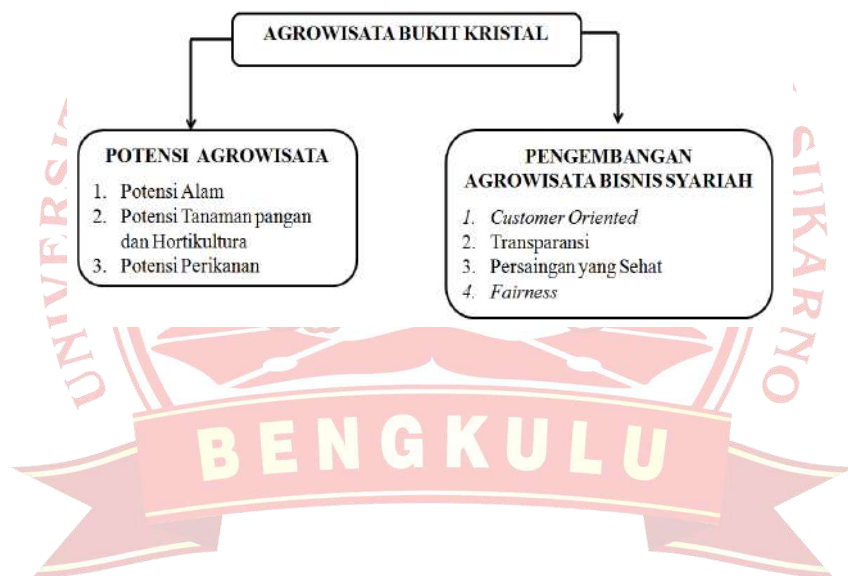 AGROWISATA BUKIT KRISTAL
POTENSI AGROWISATA
1. Potensi Alam
2. Potensi Tanaman pangan
dan Hortikultura
3. Potensi Perikanan
PENGEMBANGAN
AGROWISATA BISNIS SYARIAH
1. Customer Oriented
2. Transparansi
3. Persaingan yang Sehat
4. Fairness
SUKARNO
BENGKULU